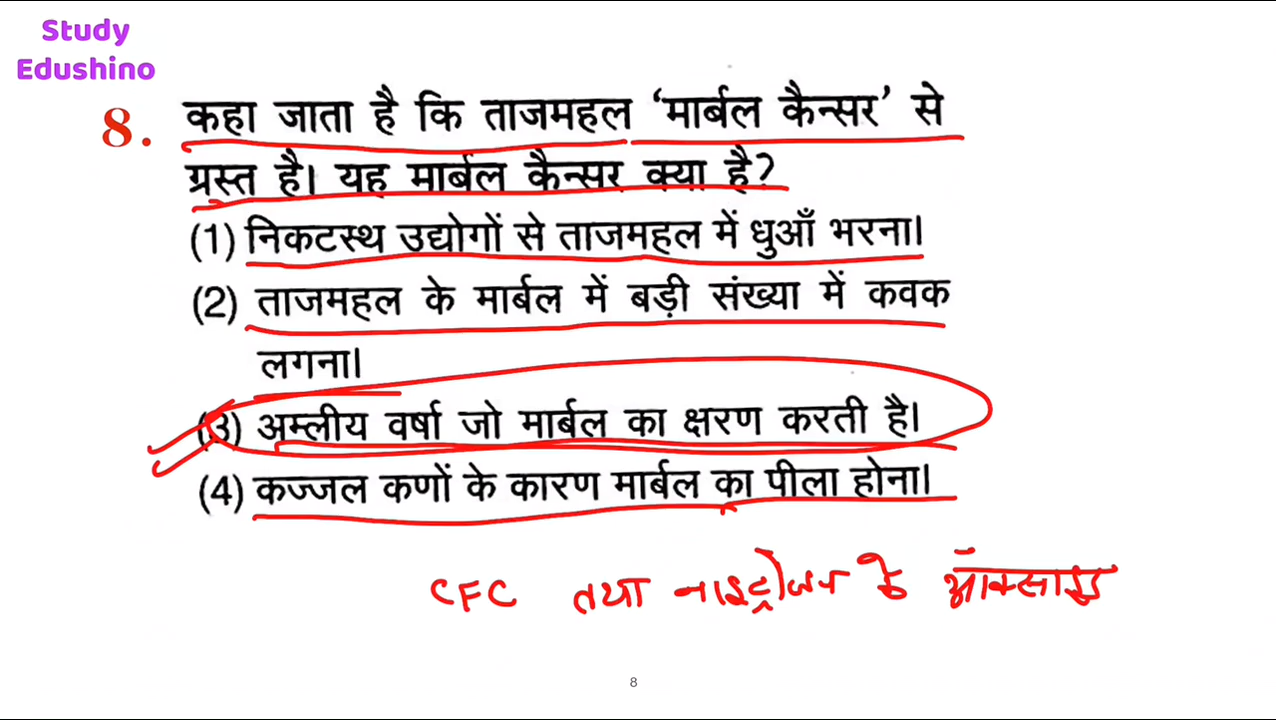 Study
Edushino
8. कहा जाता है कि ताजमहल ‘मार्बल कैन्सर’ से
ग्रस्त है। यह मार्बल कैन्सर क्या है?
(1) निकटस्थ उद्योगों से ताजमहल में धुआँ भरना।
(2) ताजमहल के मार्बल में बड़ी संख्या में कवक
लगना।
(3) अम्लीय वर्षा जो मार्बल का क्षरण करती है।
(4) कज्जल कणों के कारण मार्बल का पीला होना।
CFC तथा नाइट्रोजन के ऑक्साइड
8